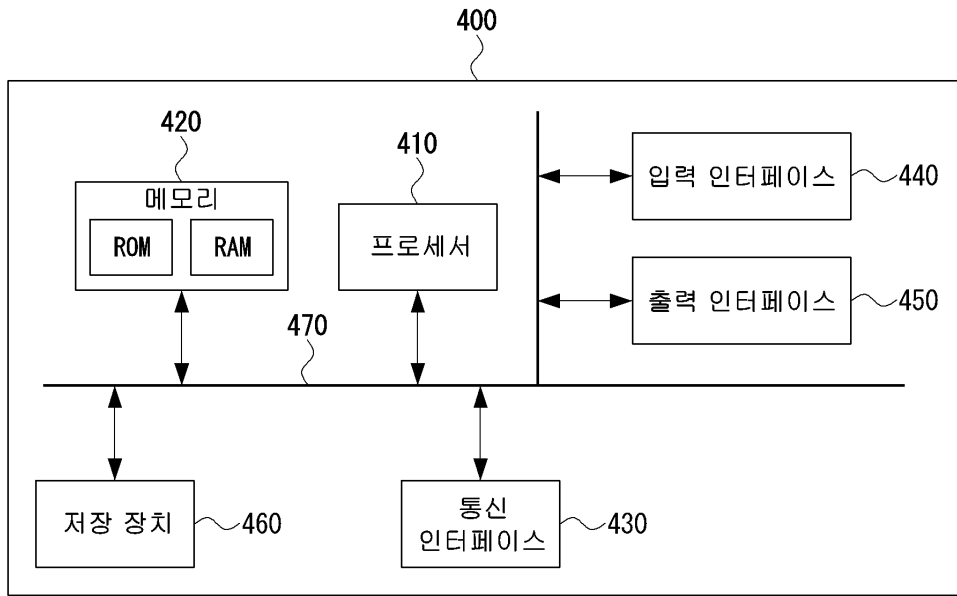 400
420
메모리
ROM
RAM
410
프로세서
입력 인터페이스
440
출력 인터페이스
450
470
저장 장치
460
통신
인터페이스
430